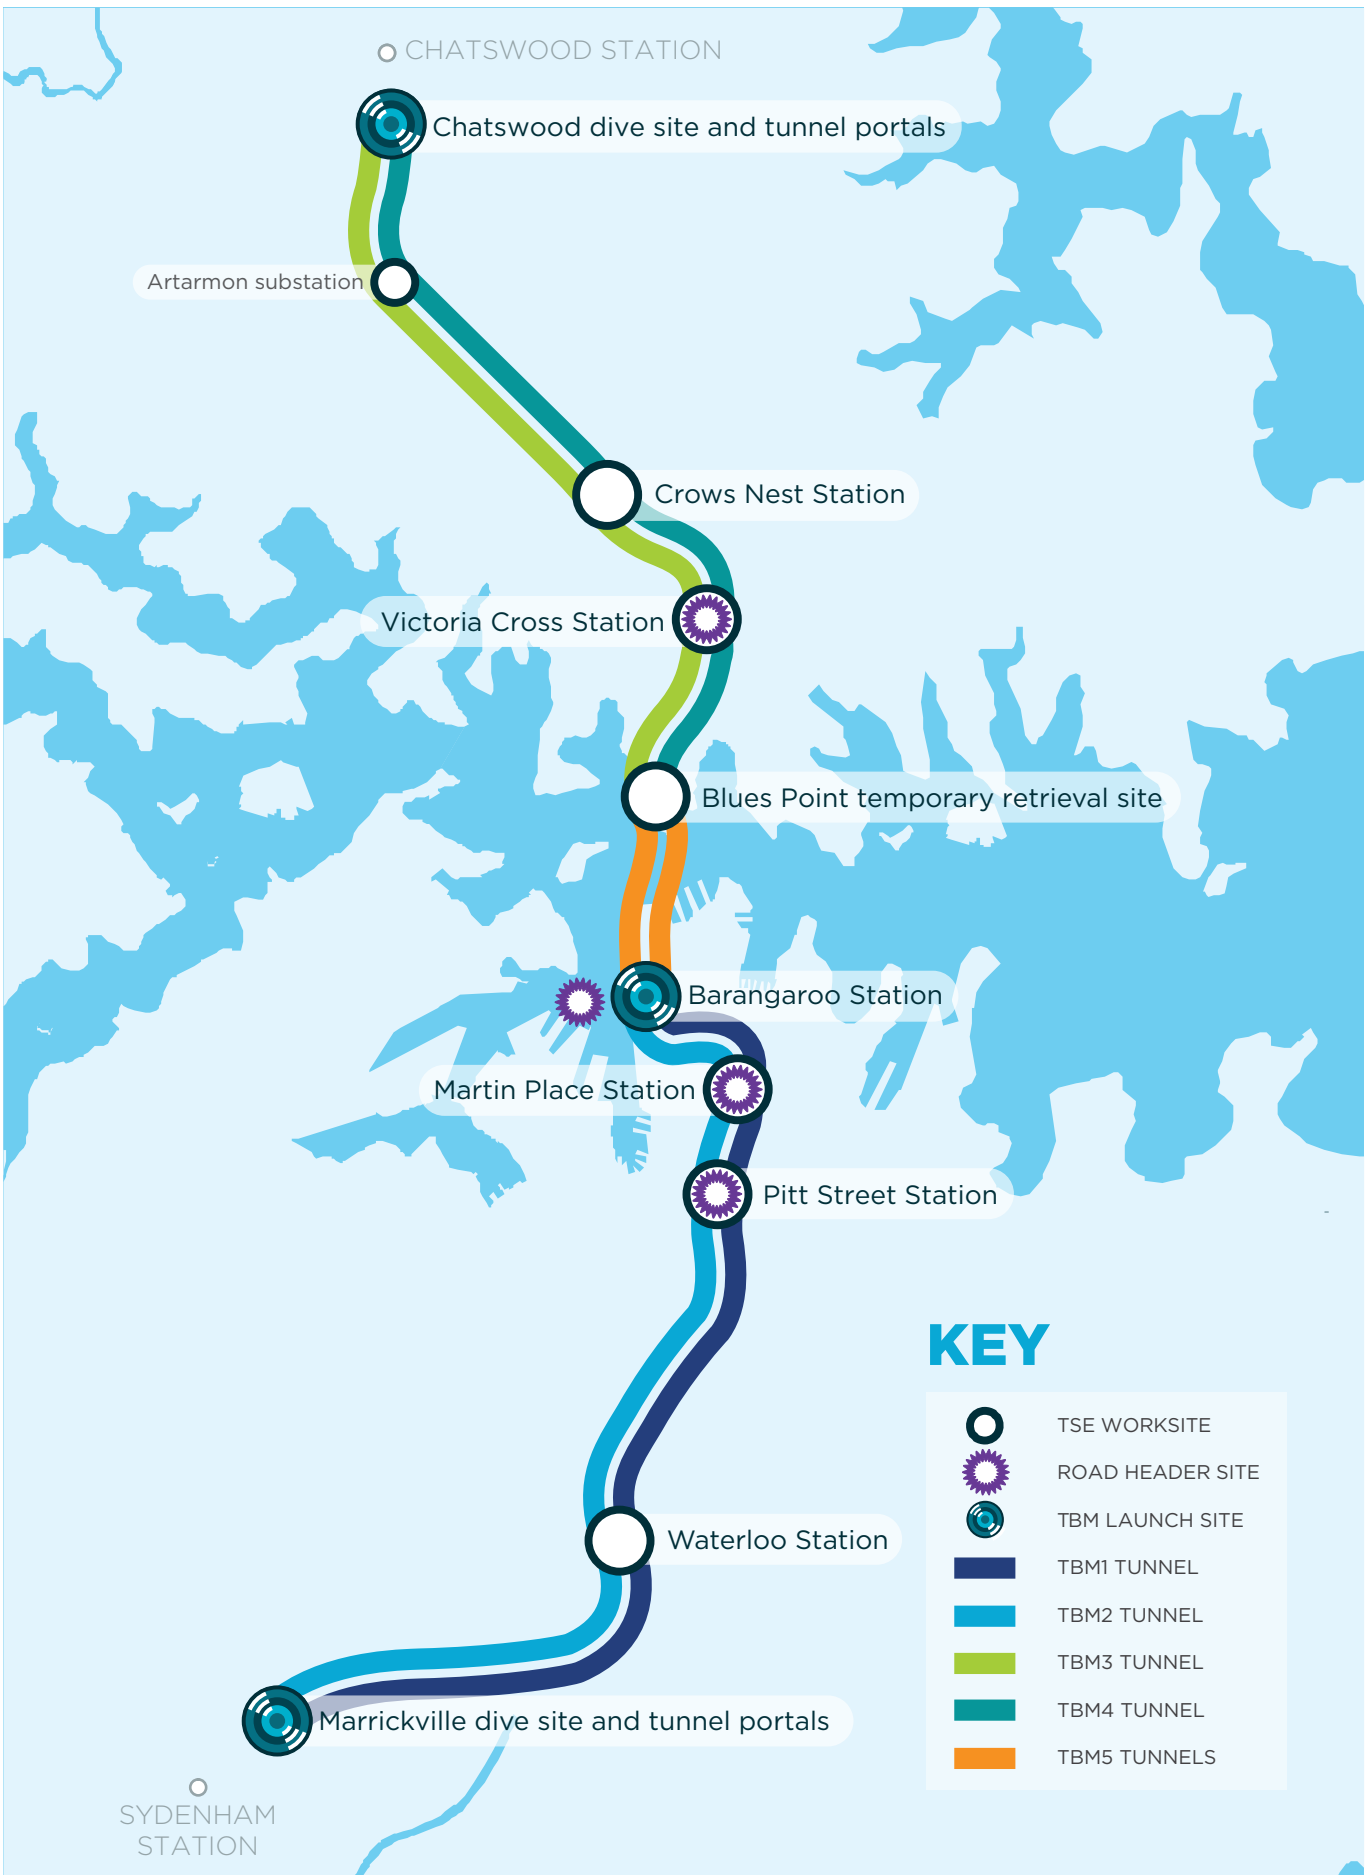 CHATSWOOD STATION
Chatswood dive site and tunnel portals
Artarmon substation
Crows Nest Station
Victoria Cross Station
Blues Point temporary retrieval site
Barangaroo Station
Martin Place Station
Pitt Street Station
Waterloo Station
Marrickville dive site and tunnel portals
SYDENHAM
STATION
KEY
TSE WORKSITE
ROAD HEADER SITE
TBM LAUNCH SITE
TBM1 TUNNEL
TBM2 TUNNEL
TBM3 TUNNEL
TBM4 TUNNEL
TBM5 TUNNELS